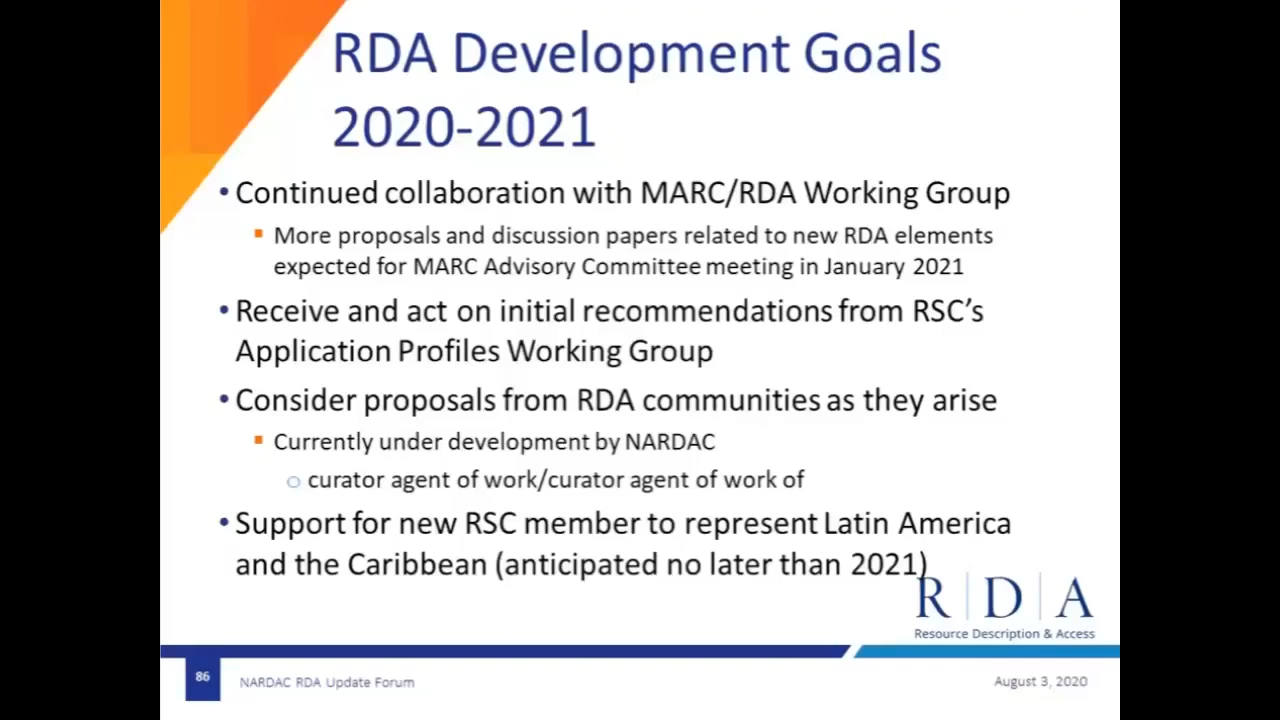 RDA Development Goals
2020-2021
• Continued collaboration with MARC/RDA Working Group
▪ More proposals and discussion papers related to new RDA elements
expected for MARC Advisory Committee meeting in January 2021
• Receive and act on initial recommendations from RSC’s
Application Profiles Working Group
• Consider proposals from RDA communities as they arise
▪ Currently under development by NARDAC
○ curator agent of work/curator agent of work of
• Support for new RSC member to represent Latin America
and the Caribbean (anticipated no later than 2021)
R|D|A
Resource Description & Access
86
NARDAC RDA Update Forum
August 3, 2020